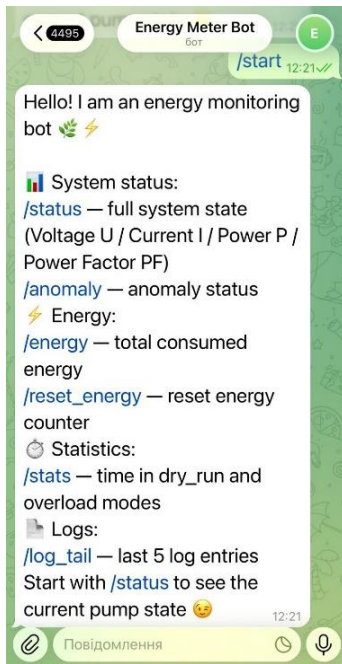 4495
Energy Meter Bot
бот
E
/start 12:21
Hello! I am an energy monitoring
bot 🌿 ⚡
📊 System status:
/status — full system state
(Voltage U / Current I / Power P /
Power Factor PF)
/anomaly — anomaly status
⚡ Energy:
/energy — total consumed
energy
/reset_energy — reset energy
counter
⏱ Statistics:
/stats — time in dry_run and
overload modes
📄 Logs:
/log_tail — last 5 log entries
Start with /status to see the
current pump state 😉
12:21
Повідомлення